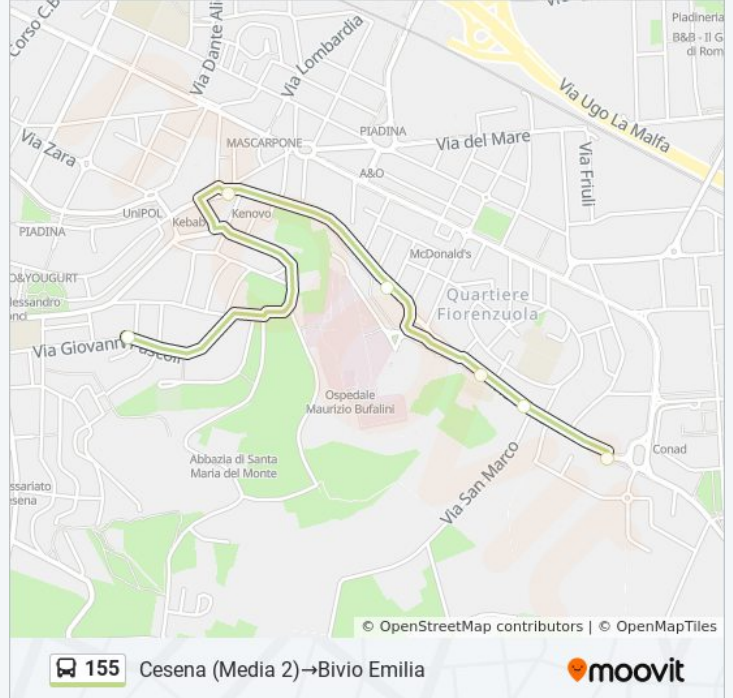 Corso C.B
Via Dante Ali
Via Lombardia
Piadineria
B&B - Il G
di Rom
Via Ugo La Malfa
Via Zara
MASCARPONE
PIADINA
Via del Mare
A&O
Via Friuli
UniPOL
Kebab
Kenovo
PIADINA
McDonald's
O&YOUGURT
lessandro
onci
Quartiere
Fiorenzuola
Via Giovanni Pascoli
Ospedale
Maurizio Bufalini
Abbazia di Santa
Maria del Monte
Conad
Via San Marco
ssariato
esena
© OpenStreetMap contributors | © OpenMapTiles
155 Cesena (Media 2)→Bivio Emilia
moovit